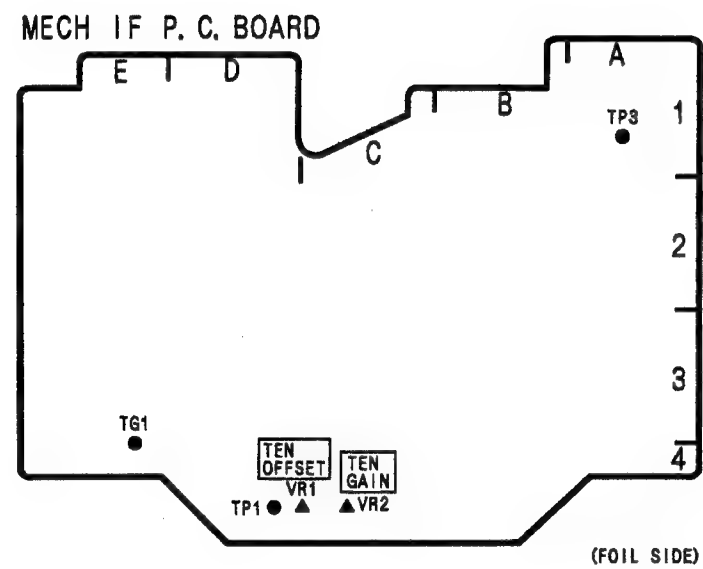 MECH IF P. C. BOARD
E
D
A
B
TP3
1
C
2
3
TG1
TEN
OFFSET
TEN
GAIN
4
VR1
TP1
VR2
(FOIL SIDE)